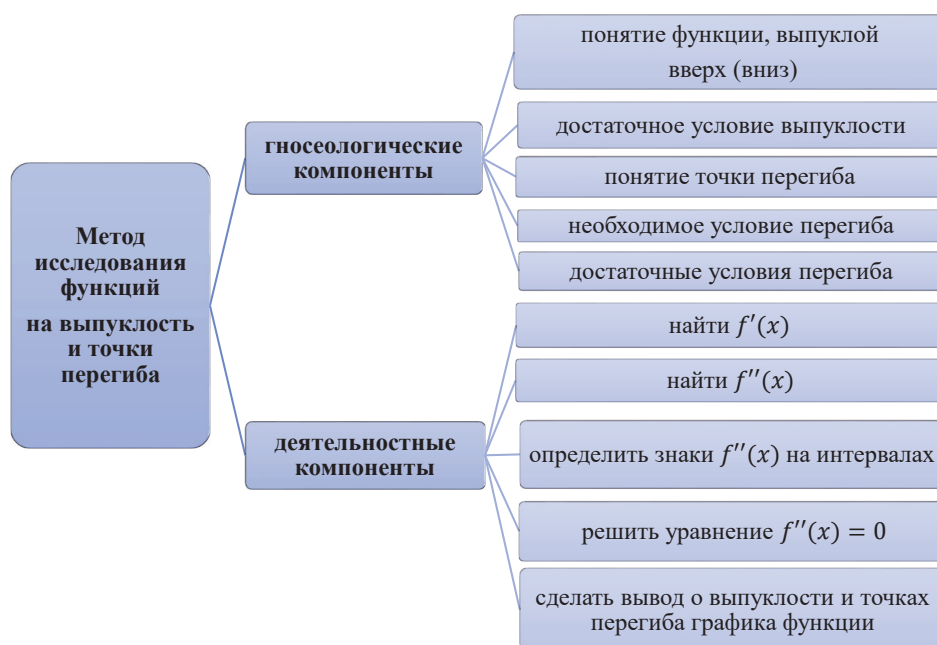 Метод
исследования
функций
на выпуклость
и точки
перегиба
гносеологические
компоненты
понятие функции, выпуклой
вверх (вниз)
достаточное условие выпуклости
понятие точки перегиба
необходимое условие перегиба
достаточные условия перегиба
деятельностные
компоненты
найти f′(x)
найти f′′(x)
определить знаки f′′(x) на интервалах
решить уравнение f′′(x) = 0
сделать вывод о выпуклости и точках
перегиба графика функции